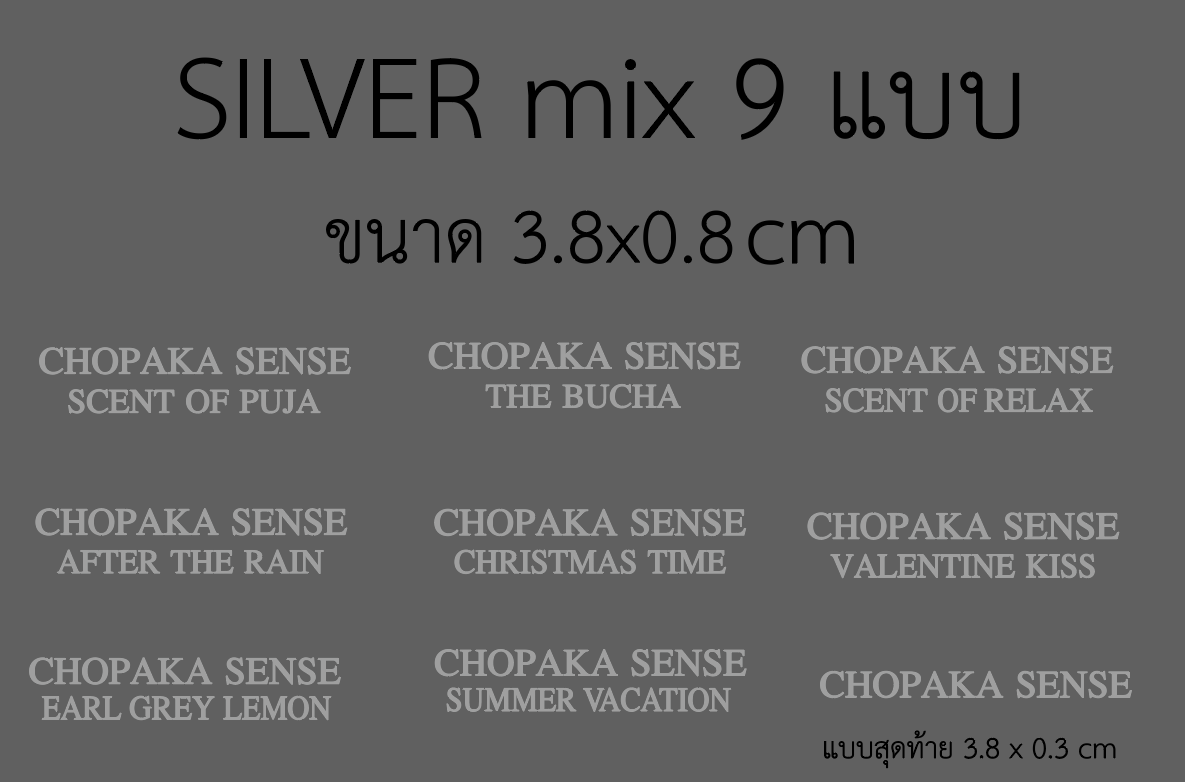 SILVER mix 9 แบบ
ขนาด 3.8x0.8 cm
CHOPAKA SENSE
SCENT OF PUJA
CHOPAKA SENSE
THE BUCHA
CHOPAKA SENSE
SCENT OF RELAX
CHOPAKA SENSE
AFTER THE RAIN
CHOPAKA SENSE
CHRISTMAS TIME
CHOPAKA SENSE
VALENTINE KISS
CHOPAKA SENSE
EARL GREY LEMON
CHOPAKA SENSE
SUMMER VACATION
CHOPAKA SENSE
แบบสุดท้าย 3.8 x 0.3 cm